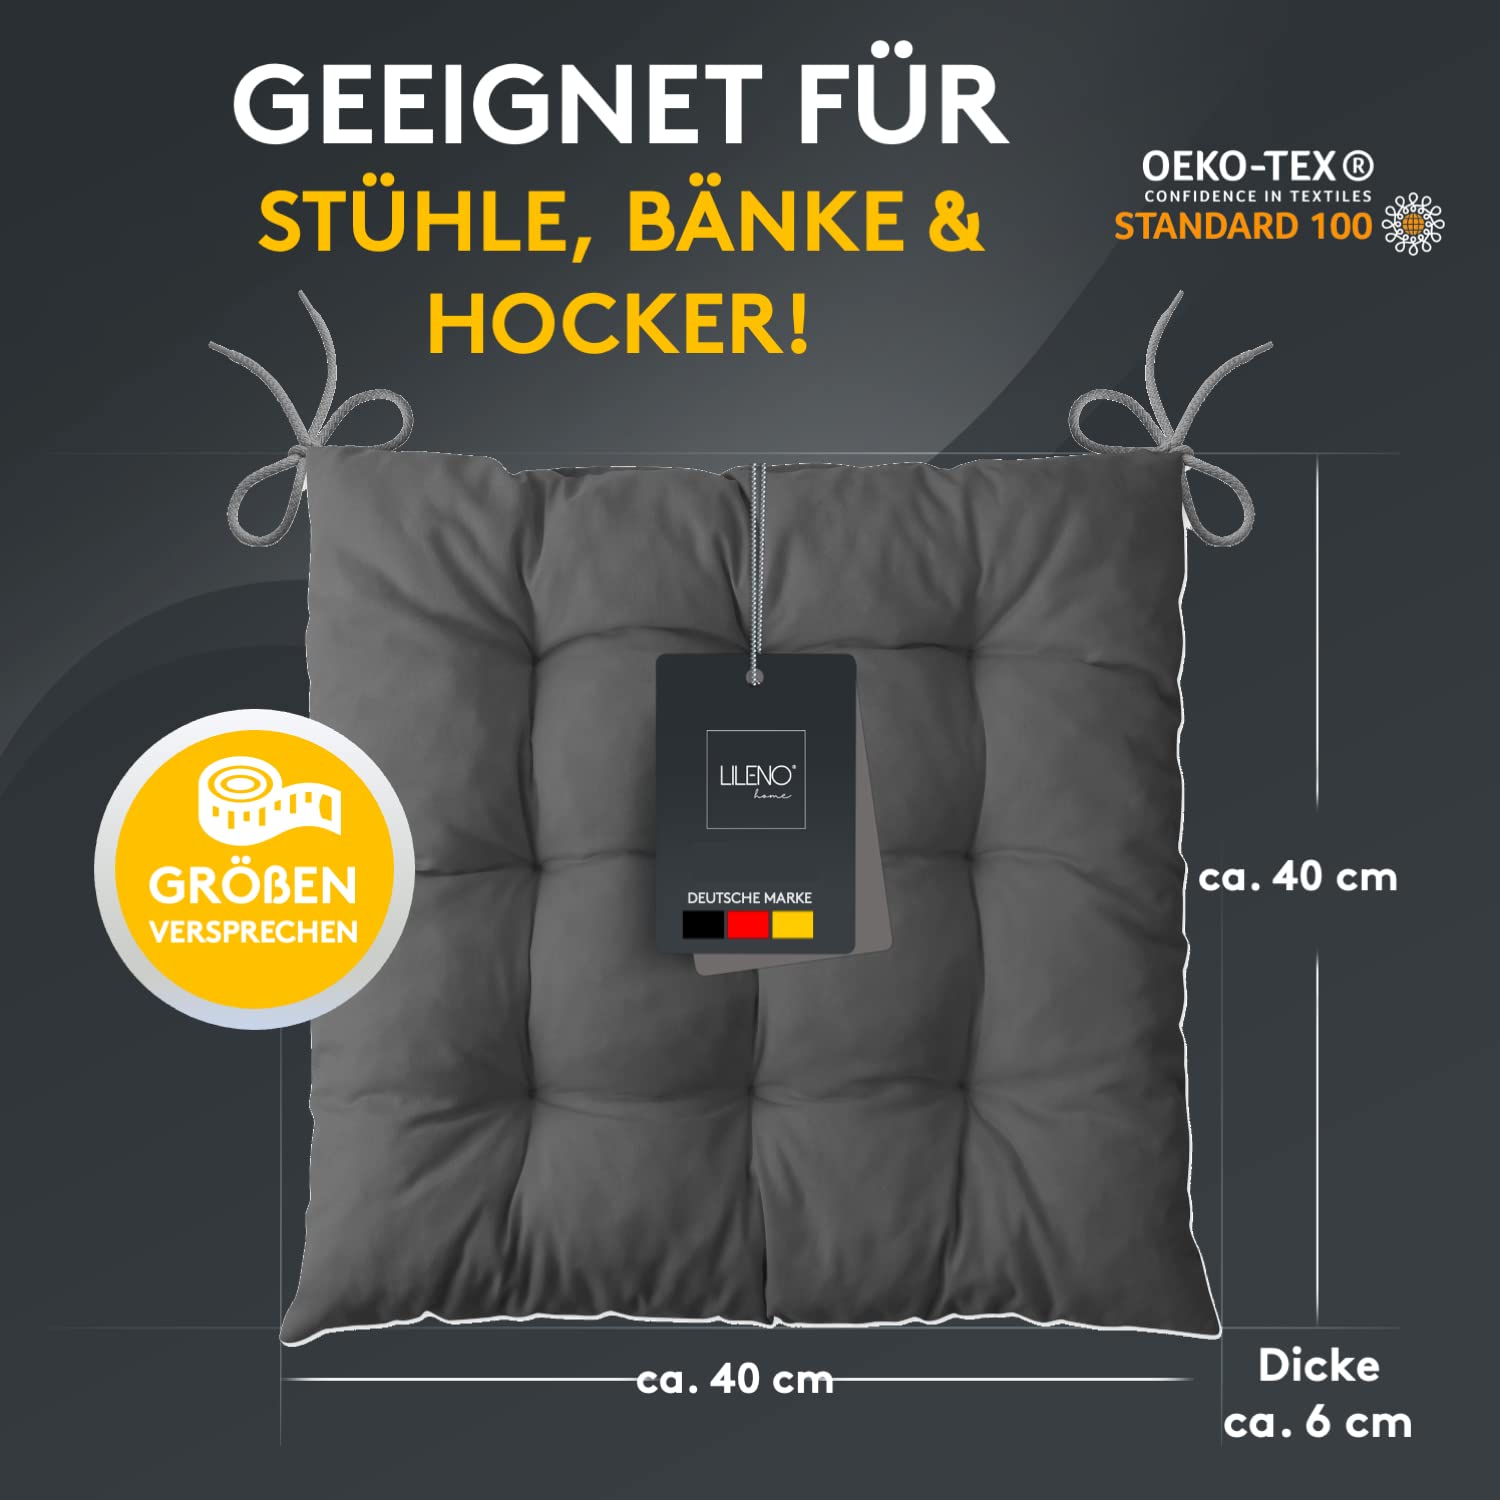 GEEIGNET FÜR
STÜHLE, BÄNKE &
HOCKER!
OEKO-TEX®
CONFIDENCE IN TEXTILES
STANDARD 100
LILENO®
home
DEUTSCHE MARKE
GRÖßEN
VERSPRECHEN
ca. 40 cm
ca. 40 cm
Dicke
ca. 6 cm